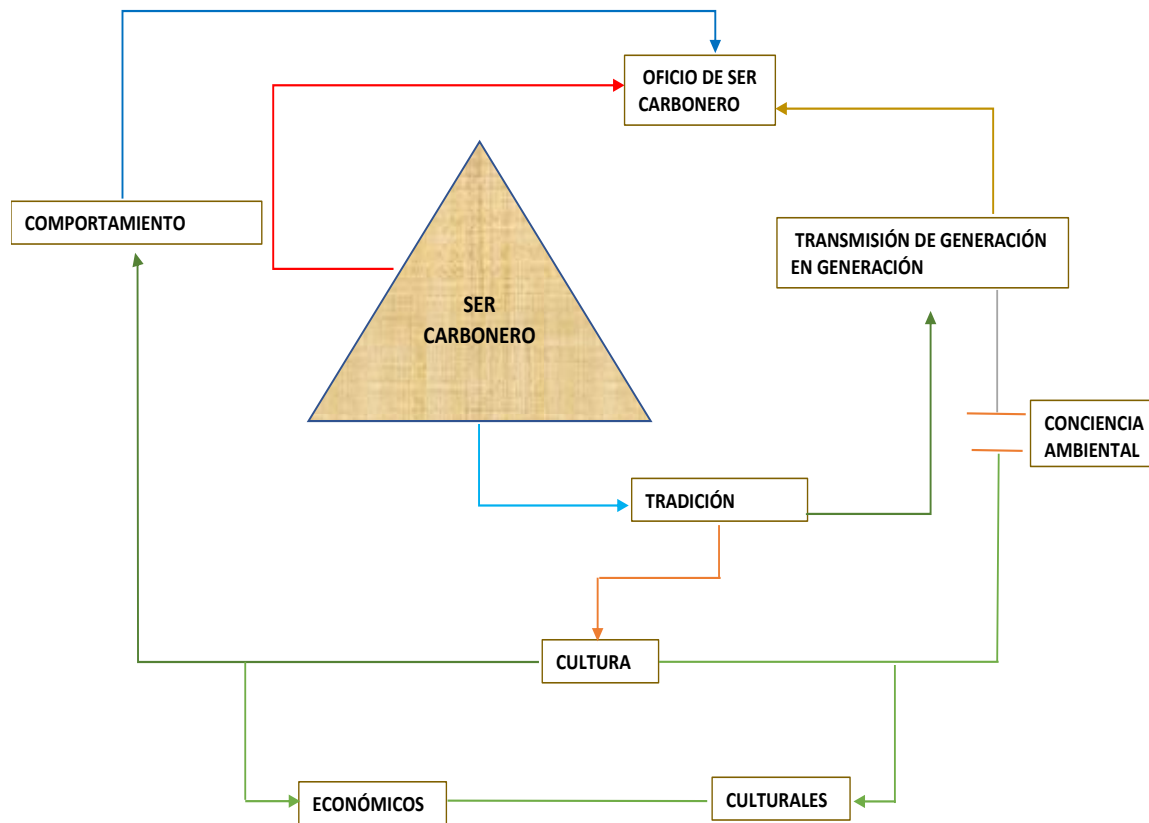 OFICIO DE SER
CARBONERO
COMPORTAMIENTO
TRANSMISIÓN DE GENERACIÓN
EN GENERACIÓN
SER
CARBONERO
CONCIENCIA
AMBIENTAL
TRADICIÓN
CULTURA
ECONÓMICOS
CULTURALES